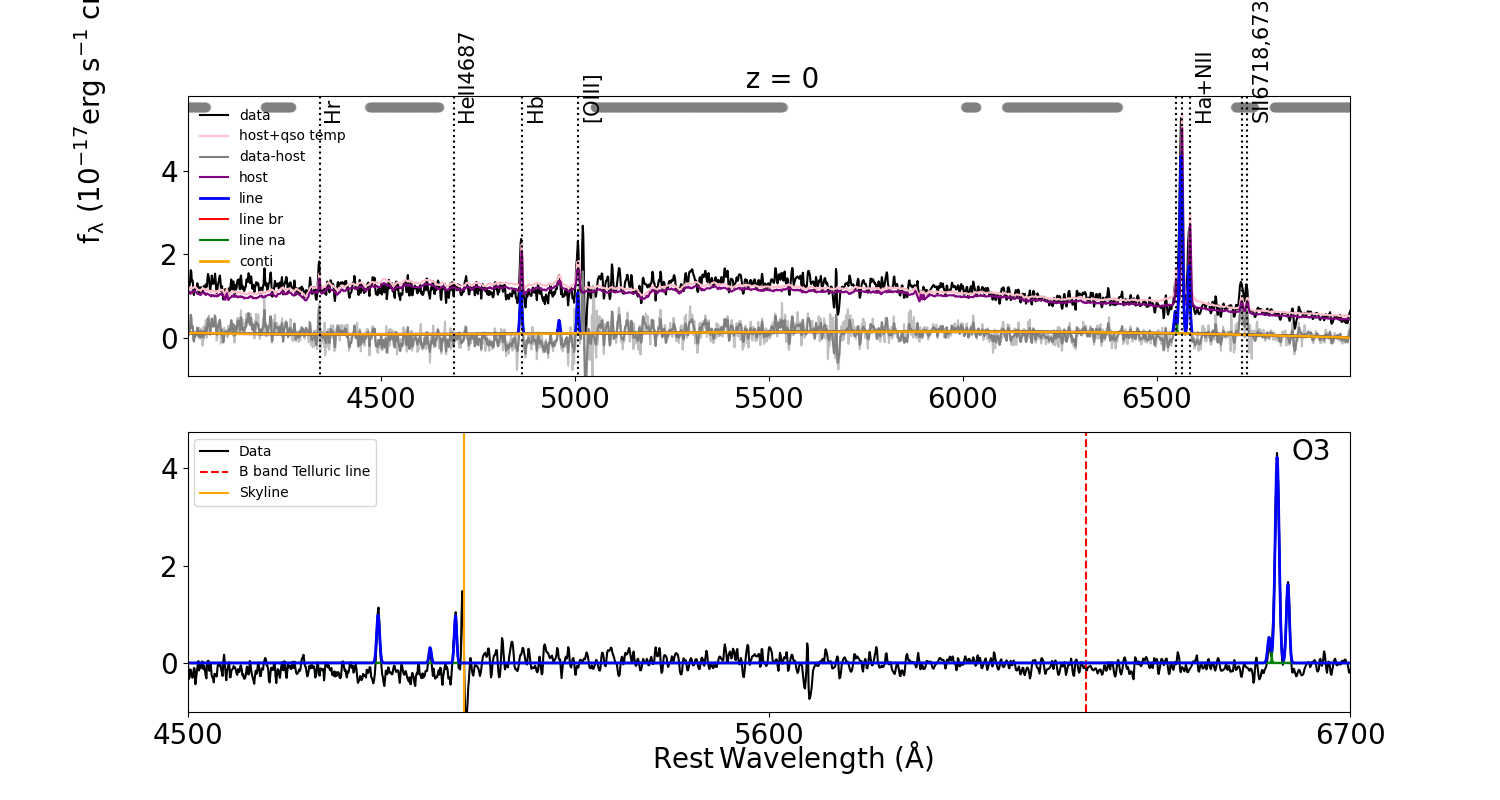 z = 0
f_λ (10^{-17} erg s^{-1}
Hr
HeII4687
Hb
[OIII]
Ha+NII
SII6718,673
data
host+qso temp
data-host
host
line
line br
line na
conti
4
2
0
4500
5000
5500
6000
6500
Data
B band Telluric line
Skyline
O3
4
2
0
4500
5600
6700
Rest Wavelength (Å)